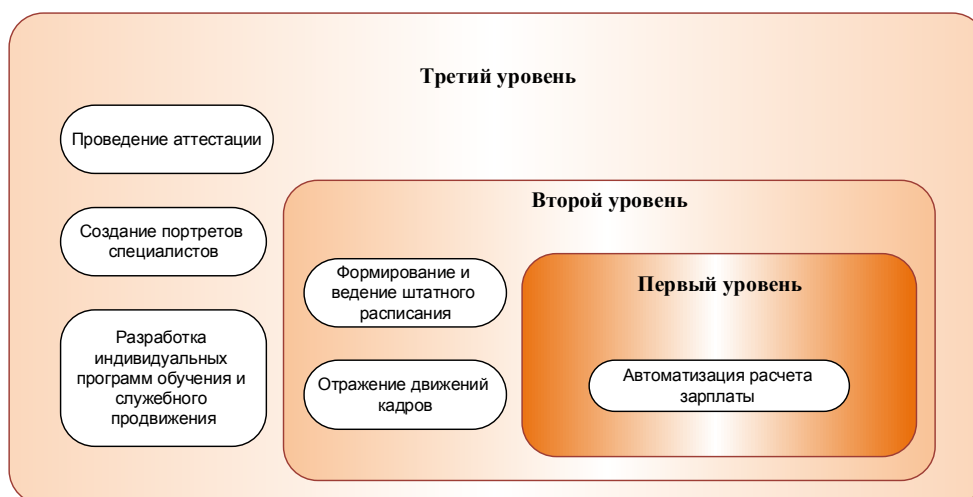 Третий уровень
Проведение аттестации
Создание портретов
специалистов
Разработка
индивидуальных
программ обучения и
служебного
продвижения
Второй уровень
Формирование и
ведение штатного
расписания
Отражение движений
кадров
Первый уровень
Автоматизация расчета
зарплаты